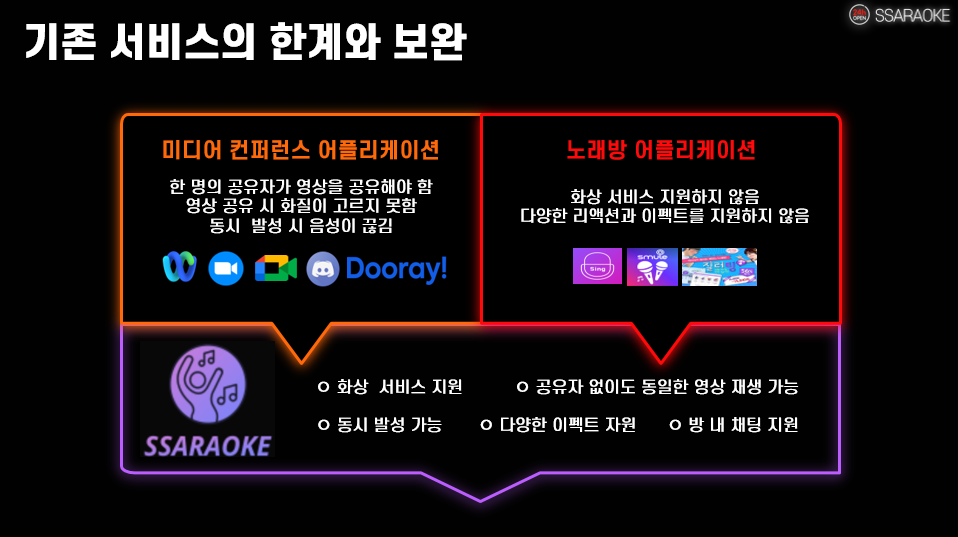 24h OPEN SSARAOKE
기존 서비스의 한계와 보완
미디어 컨퍼런스 어플리케이션
한 명의 공유자가 영상을 공유해야 함
영상 공유 시 화질이 고르지 못함
동시 발성 시 음성이 끊김
Dooray!
노래방 어플리케이션
화상 서비스 지원하지 않음
다양한 리액션과 이펙트를 지원하지 않음
Sing
SMULE
질러
SSARAOKE
o 화상 서비스 지원
o 공유자 없이도 동일한 영상 재생 가능
o 동시 발성 가능
o 다양한 이펙트 자원
o 방 내 채팅 지원